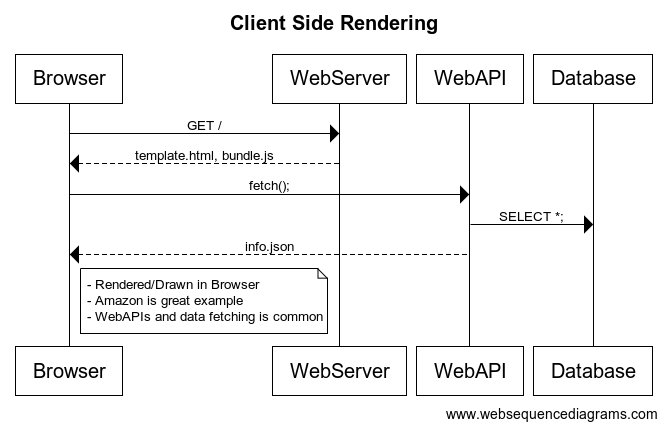 Client Side Rendering
Browser
WebServer
WebAPI
Database
GET /
template.html, bundle.js
fetch();
SELECT *;
info.json
- Rendered/Drawn in Browser
- Amazon is great example
- WebAPIs and data fetching is common
Browser
WebServer
WebAPI
Database
www.websequencediagrams.com